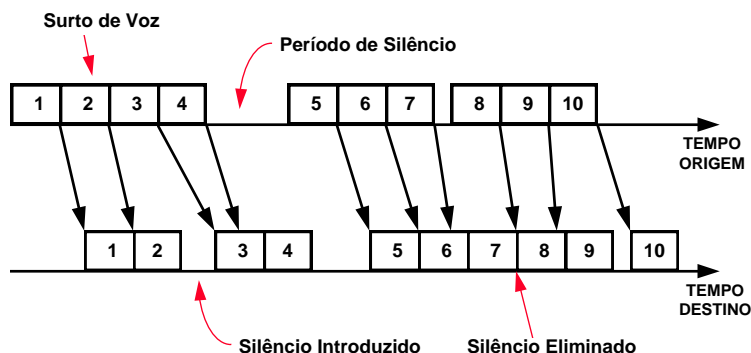 Surto de Voz
Período de Silêncio
1 2 3 4 5 6 7 8 9 10
TEMPO
ORIGEM
1 2 3 4 5 6 7 8 9 10
TEMPO
DESTINO
Silêncio Introduzido
Silêncio Eliminado